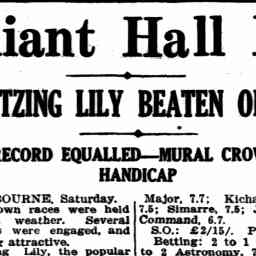 iant Hall
TZING LILY BEATEN O
RECORD EQUALLED—MURAL CROW
HANDICAP
BOURNE, Saturday.
own races were held
weather. Several
s were engaged, and
attractive.
g Lily, the popular
Major, 7.7; Kicha
7.5; Simarre, 7.5; J
Command, 6.7.
S.O.: £2/15/. P
Betting: 2 to 1
to 2 Astronomy, 7